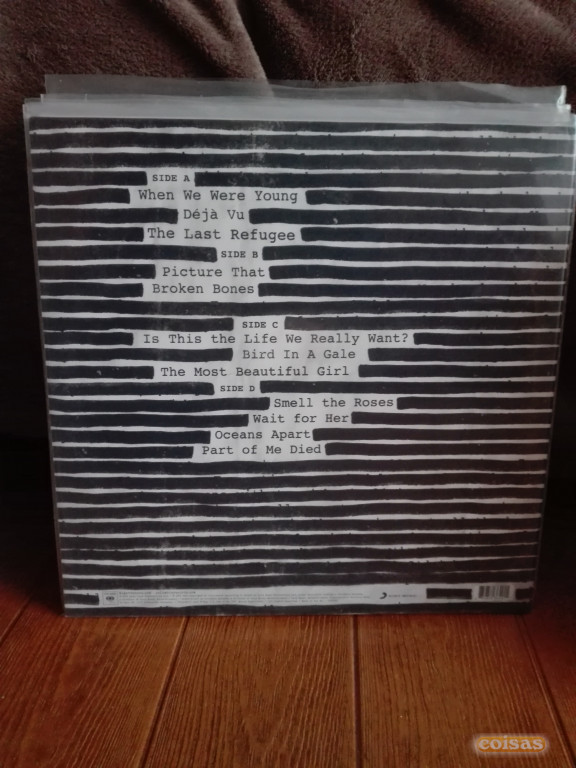 SIDE A
When We Were Young
Déjà Vu
The Last Refugee
SIDE B
Picture That
Broken Bones
SIDE C
Is This the Life We Really Want?
Bird In A Gale
The Most Beautiful Girl
SIDE D
Smell the Roses
Wait for Her
Oceans Apart
Part of Me Died
coisas